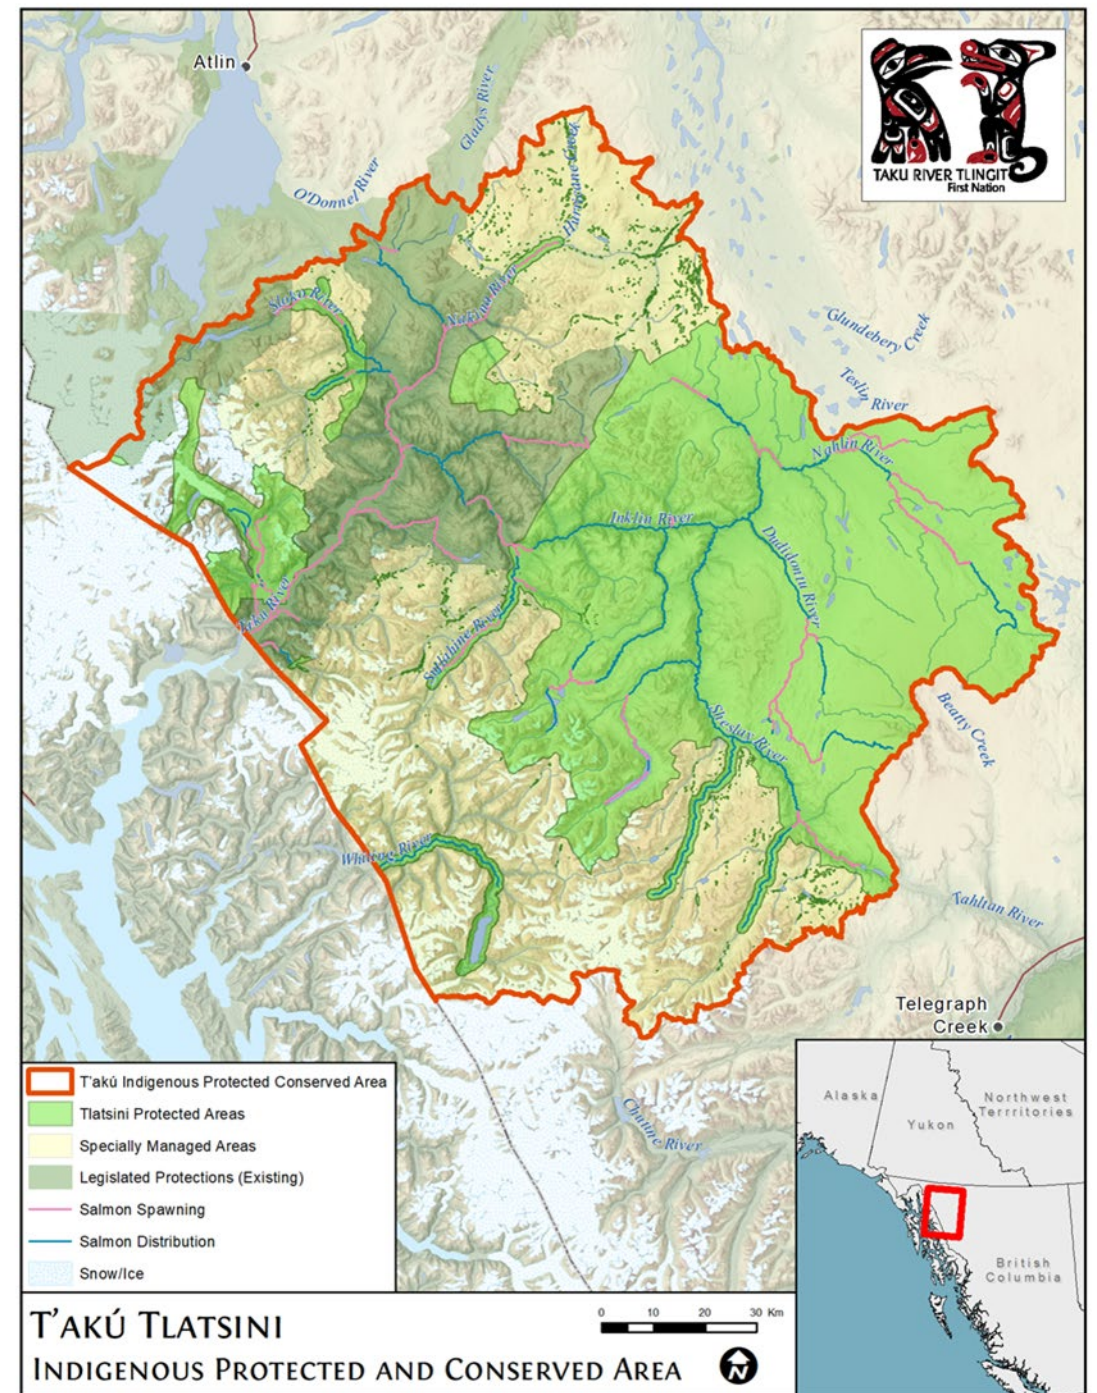 Atlin
Gladys River
O'Donnel River
Hurricane Creek
TAKU RIVER TLINGIT
First Nation
Sloko River
Nakina River
Glundebery Creek
Teslin
River
Nahlin River
Inklin River
Dudidontu River
Taku River
Sutlahine River
Sheslay River
Beatty Creek
Whiting River
Tahltan River
Telegraph
Creek
Chutine River
T'akú Indigenous Protected Conserved Area
Tlatsini Protected Areas
Specially Managed Areas
Legislated Protections (Existing)
Salmon Spawning
Salmon Distribution
Snow/Ice
Alaska
Yukon
Northwest
Terrritories
British
Columbia
0 10 20 30 Km
T'AKÚ TLATSINI
INDIGENOUS PROTECTED AND CONSERVED AREA
N